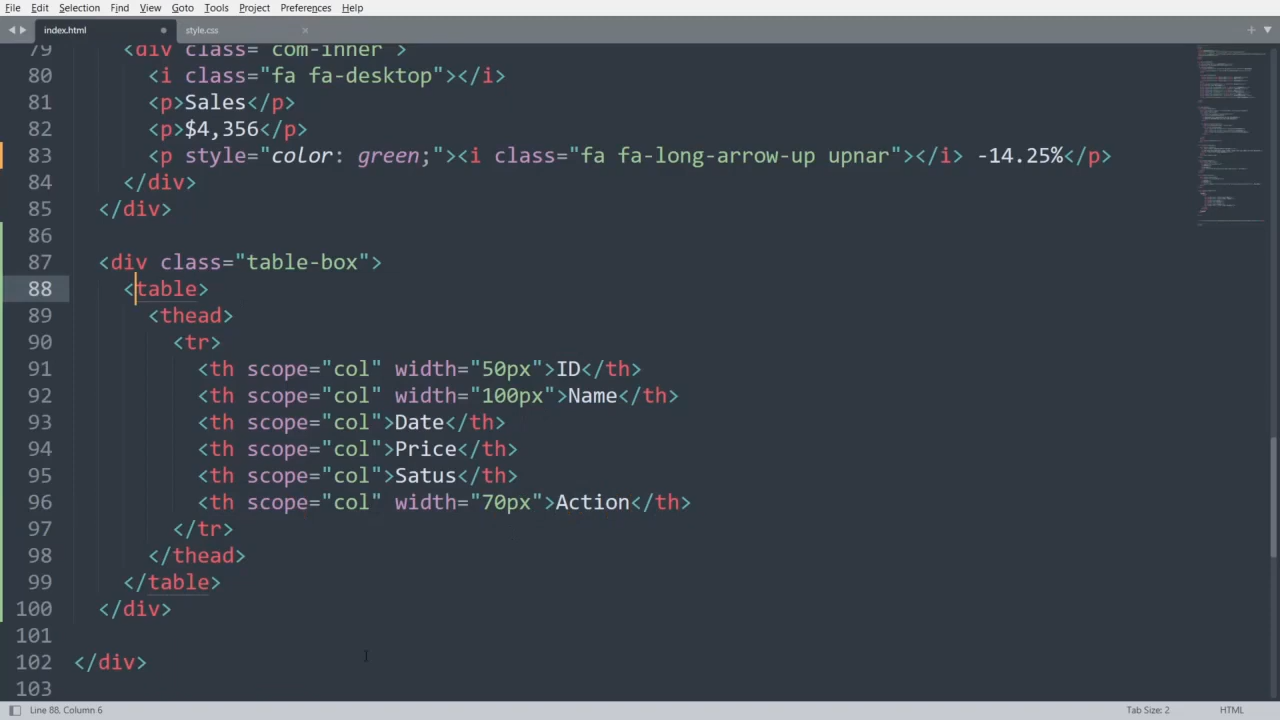 File Edit Selection Find View Goto Tools Project Preferences Help
index.html style.css
79 <div class="com-inner">
80 <i class="fa fa-desktop"></i>
81 <p>Sales</p>
82 <p>$4,356</p>
83 <p style="color: green;"><i class="fa fa-long-arrow-up upnar"></i> -14.25%</p>
84 </div>
85 </div>
86
87 <div class="table-box">
88 <table>
89 <thead>
90 <tr>
91 <th scope="col" width="50px">ID</th>
92 <th scope="col" width="100px">Name</th>
93 <th scope="col">Date</th>
94 <th scope="col">Price</th>
95 <th scope="col">Satus</th>
96 <th scope="col" width="70px">Action</th>
97 </tr>
98 </thead>
99 </table>
100 </div>
101
102 </div>
103
Line 88, Column 6 Tab Size: 2 HTML